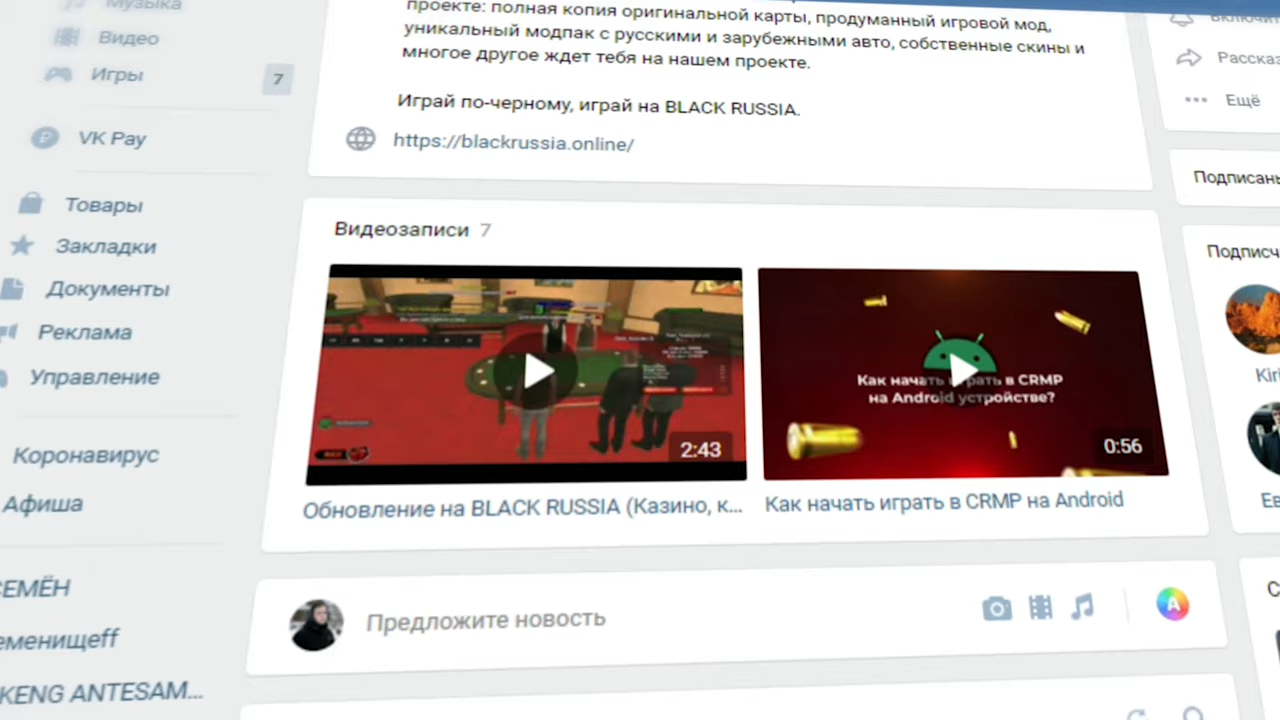 Музыка
Видео
Игры
7
VK Pay
Товары
Закладки
Документы
Реклама
Управление
Коронавирус
Афиша
СЕМЁН
еменищеff
KENG ANTESAM...
проекте: полная копия оригинальной карты, продуманный игровой мод,
уникальный модпак с русскими и зарубежными авто, собственные скины и
многое другое ждет тебя на нашем проекте.
Играй по-черному, играй на BLACK RUSSIA.
https://blackrussia.online/
Видеозаписи 7
2:43
Как начать играть в CRMP
на Android устройстве?
0:56
Обновление на BLACK RUSSIA (Казино, к...
Как начать играть в CRMP на Android
Предложите новость
A
Включит
Расска
Ещё
Подписан
Подписч
Kiri
Ев